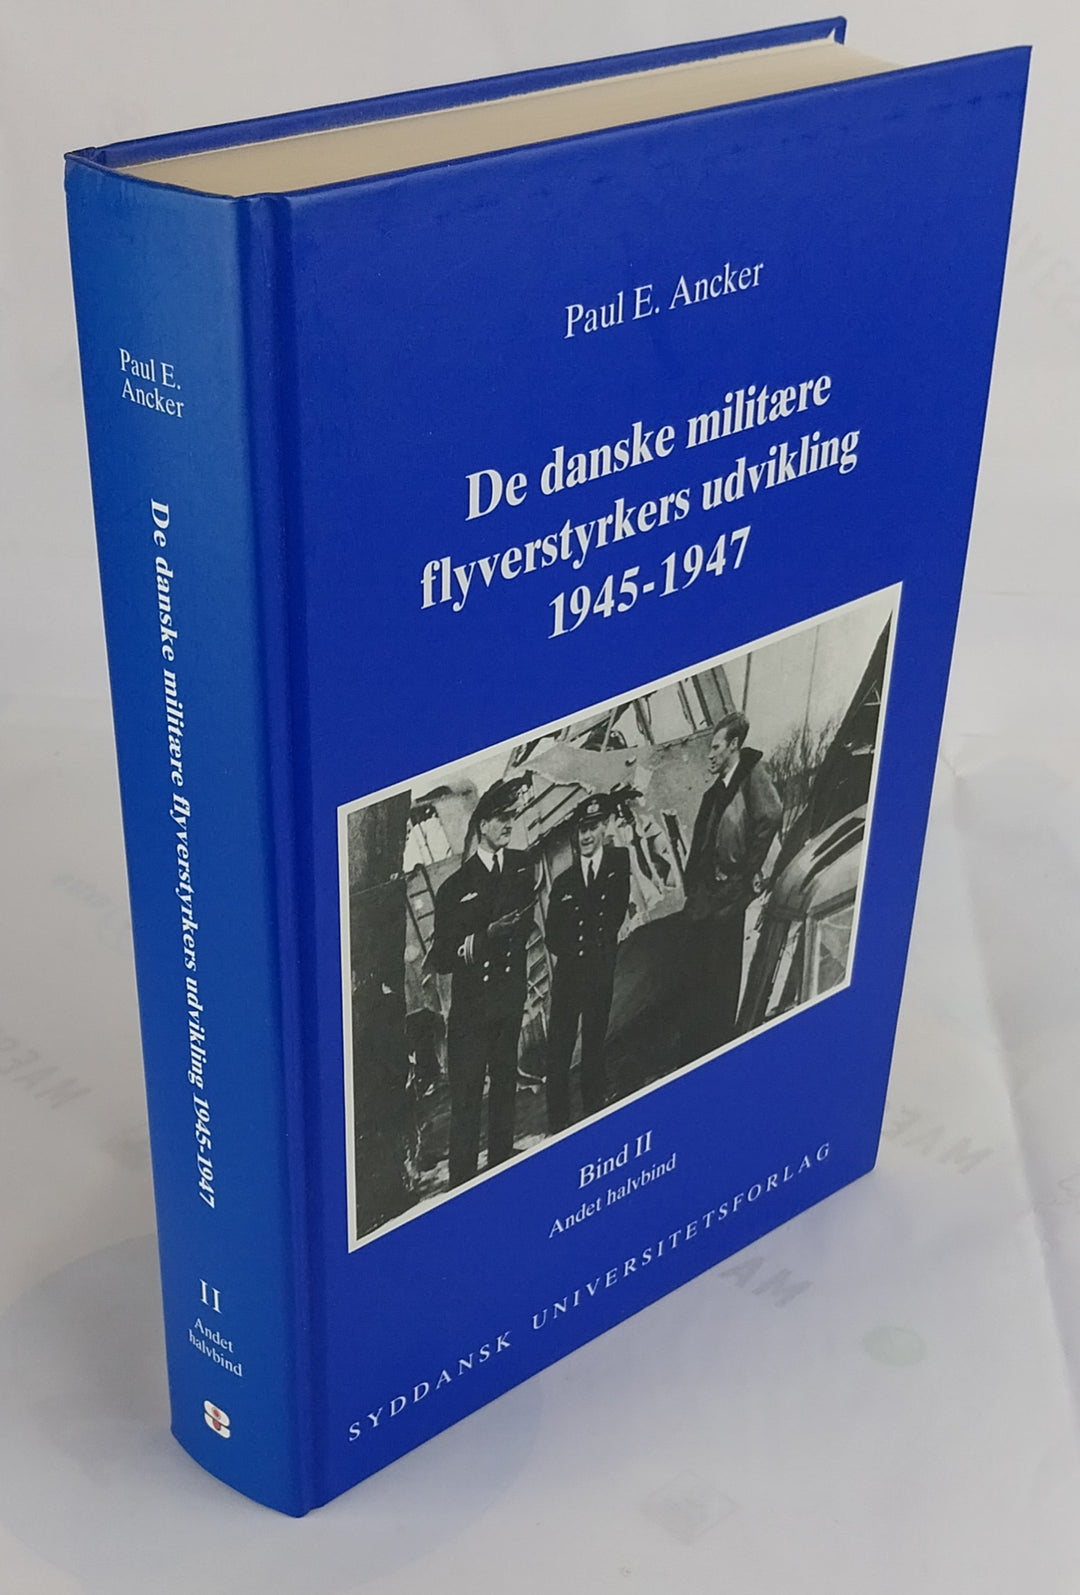 Paul E.
Ancker
De danske militære flyverstyrkers udvikling 1945-1947
II
Andet
halvbind
Paul E. Ancker
De danske militære
flyverstyrkers udvikling
1945-1947
Bind II
Andet halvbind
SYDDANSK UNIVERSITETSFORLAG